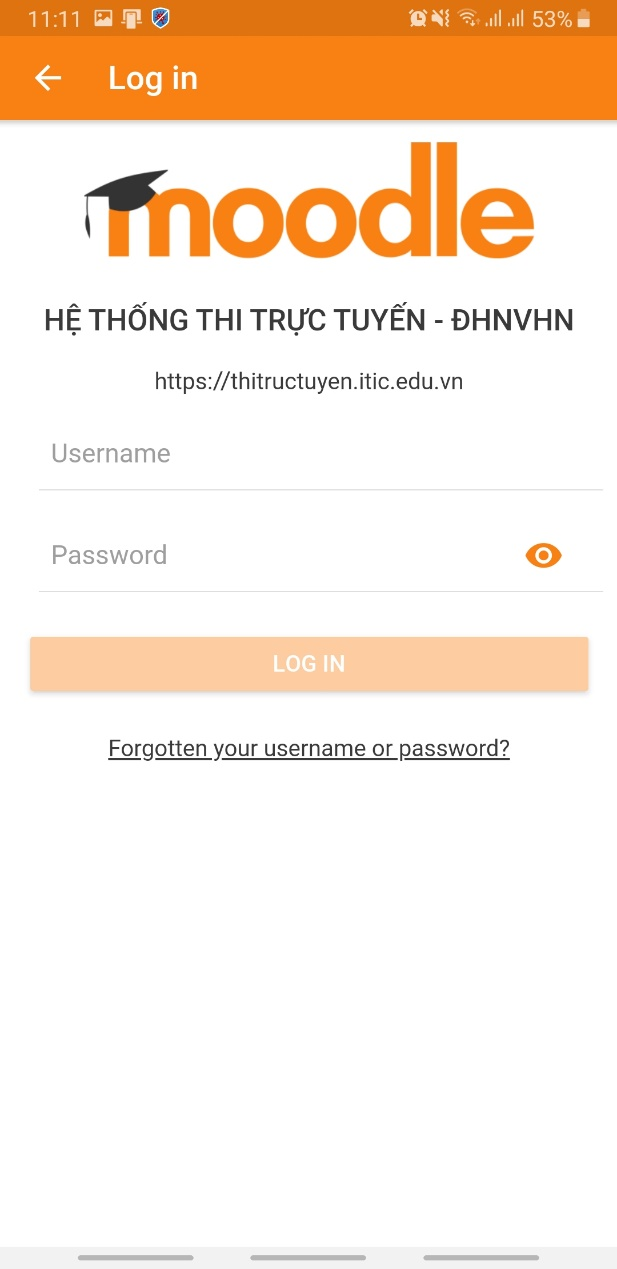 11:11 53%
Log in
moodle
HỆ THỐNG THI TRỰC TUYẾN - ĐHNVHN
https://thitructuyen.itic.edu.vn
Username
Password
LOG IN
Forgotten your username or password?